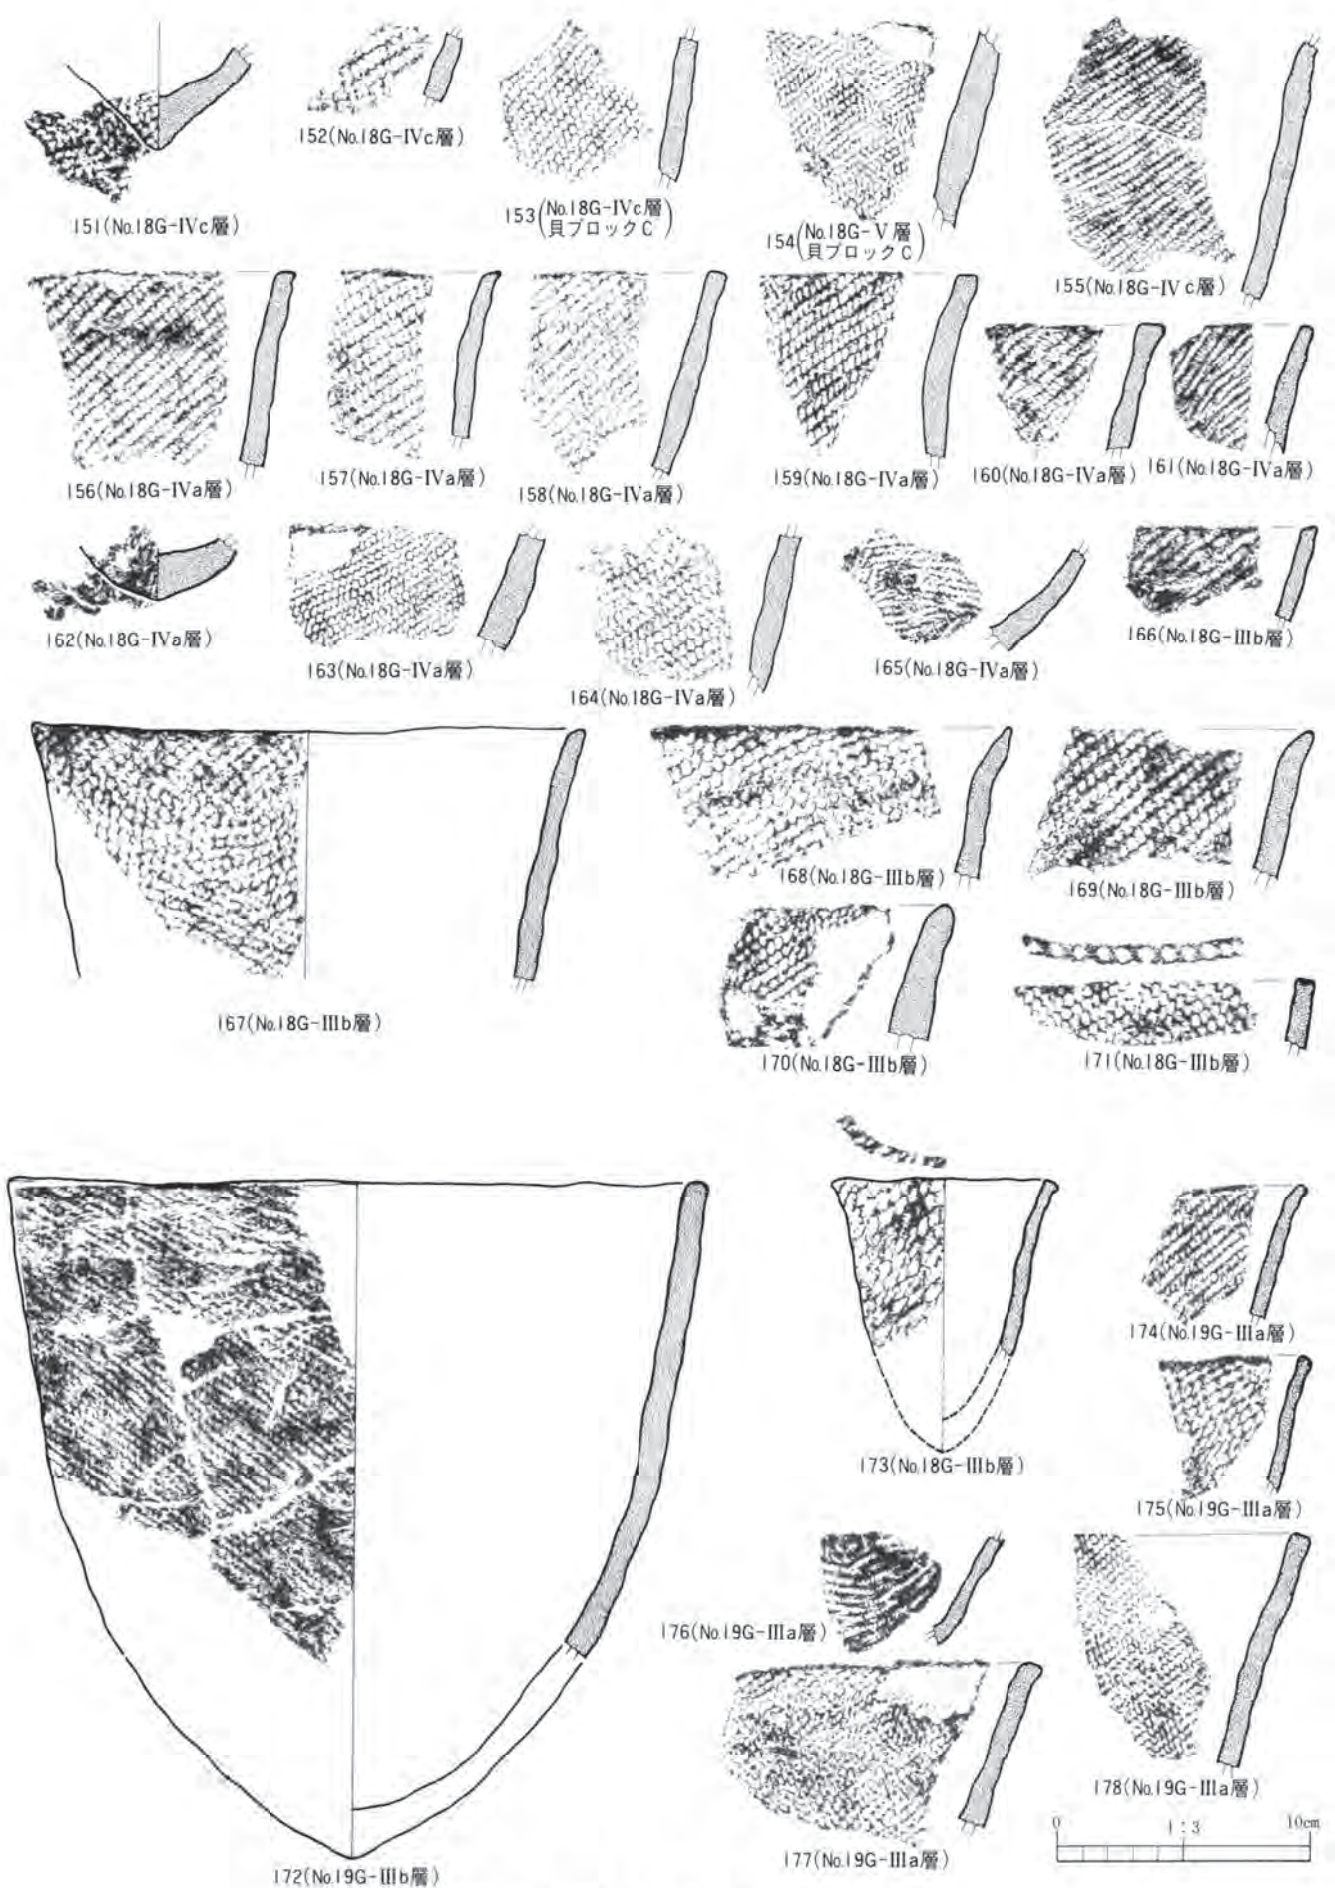 151(No.18G-IVc層)
152(No.18G-IVc層)
153(No.18G-IVc層
貝ブロックC)
154(No.18G-V層
貝ブロックC)
155(No.18G-IVc層)
156(No.18G-IVa層)
157(No.18G-IVa層)
158(No.18G-IVa層)
159(No.18G-IVa層)
160(No.18G-IVa層)
161(No.18G-IVa層)
162(No.18G-IVa層)
163(No.18G-IVa層)
164(No.18G-IVa層)
165(No.18G-IVa層)
166(No.18G-IIIb層)
167(No.18G-IIIb層)
168(No.18G-IIIb層)
169(No.18G-IIIb層)
170(No.18G-IIIb層)
171(No.18G-IIIb層)
172(No.19G-IIIb層)
173(No.18G-IIIb層)
174(No.19G-IIIa層)
175(No.19G-IIIa層)
176(No.19G-IIIa層)
177(No.19G-IIIa層)
178(No.19G-IIIa層)
0 1:3 10cm